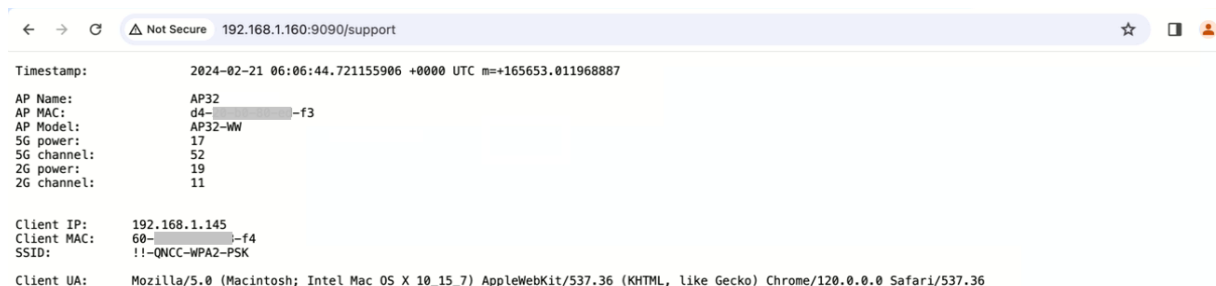 Not Secure 192.168.1.160:9090/support
Timestamp: 2024-02-21 06:06:44.721155906 +0000 UTC m=+165653.011968887
AP Name: AP32
AP MAC: d4- -f3
AP Model: AP32-WW
5G power: 17
5G channel: 52
2G power: 19
2G channel: 11
Client IP: 192.168.1.145
Client MAC: 60- -f4
SSID: !!-QNCC-WPA2-PSK
Client UA: Mozilla/5.0 (Macintosh; Intel Mac OS X 10_15_7) AppleWebKit/537.36 (KHTML, like Gecko) Chrome/120.0.0.0 Safari/537.36